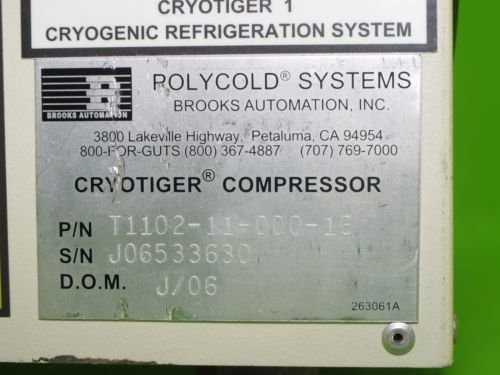 CRYOTIGER 1
CRYOGENIC REFRIGERATION SYSTEM
BROOKS AUTOMATION
POLYCOLD® SYSTEMS
BROOKS AUTOMATION, INC.
3800 Lakeville Highway, Petaluma, CA 94954
800-FOR-GUTS (800) 367-4887 (707) 769-7000
CRYOTIGER® COMPRESSOR
P/N T1102-11-000-16
S/N J06533630
D.O.M. J/06
263061A